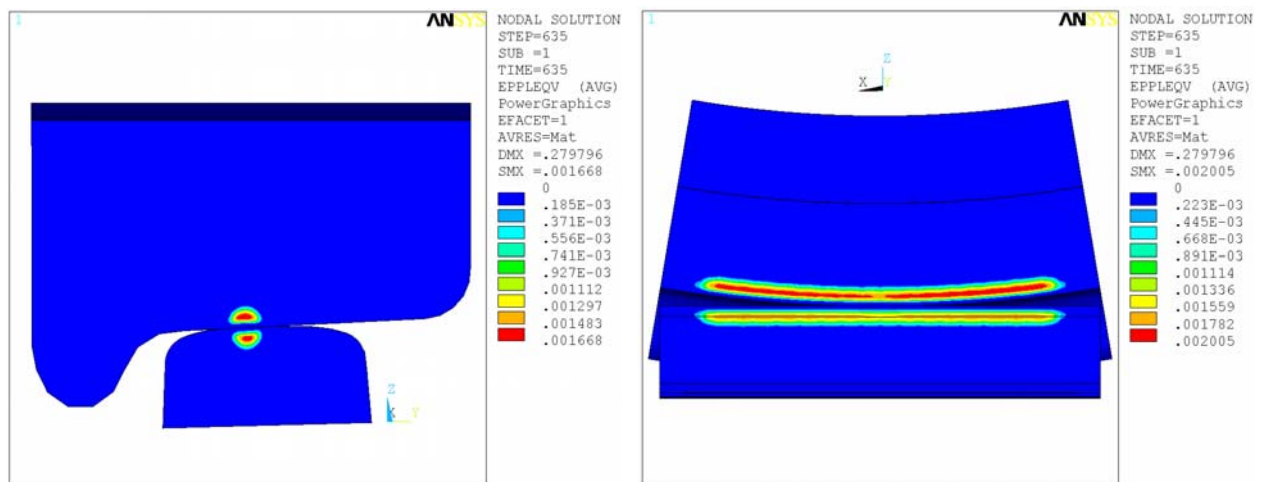 1
ANSYS
NODAL SOLUTION
STEP=635
SUB =1
TIME=635
EPPLEQV (AVG)
PowerGraphics
EFACET=1
AVRES=Mat
DMX =.279796
SMX =.001668
0
.185E-03
.371E-03
.556E-03
.741E-03
.927E-03
.001112
.001297
.001483
.001668
Z
X Y
1
ANSYS
NODAL SOLUTION
STEP=635
SUB =1
TIME=635
EPPLEQV (AVG)
PowerGraphics
EFACET=1
AVRES=Mat
DMX =.279796
SMX =.002005
0
.223E-03
.445E-03
.668E-03
.891E-03
.001114
.001336
.001559
.001782
.002005
Z
X Y